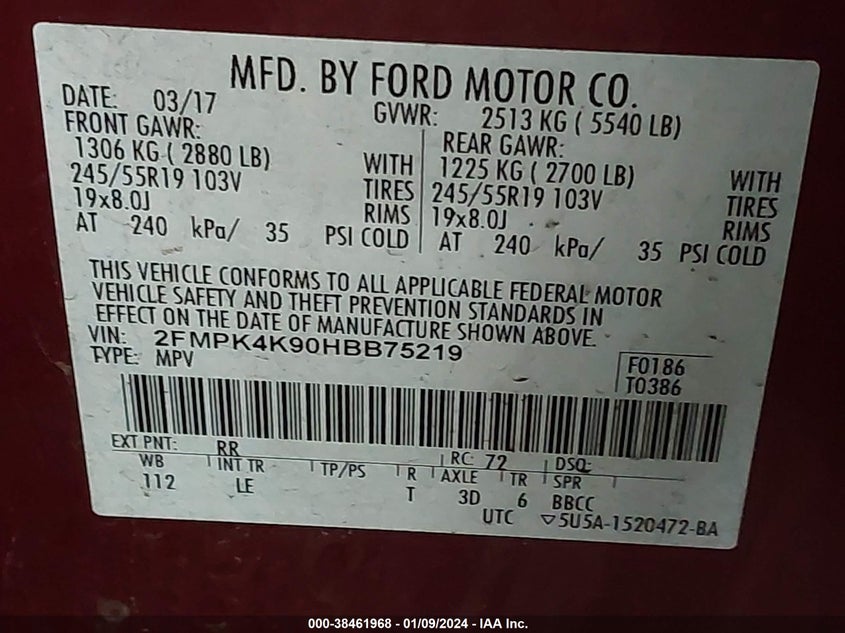 MFD. BY FORD MOTOR CO.
DATE: 03/17 GVWR: 2513 KG ( 5540 LB)
FRONT GAWR: REAR GAWR:
1306 KG ( 2880 LB) WITH 1225 KG ( 2700 LB) WITH
245/55R19 103V TIRES 245/55R19 103V TIRES
19x8.0J RIMS 19x8.0J RIMS
AT 240 kPa/ 35 PSI COLD AT 240 kPa/ 35 PSI COLD
THIS VEHICLE CONFORMS TO ALL APPLICABLE FEDERAL MOTOR
VEHICLE SAFETY AND THEFT PREVENTION STANDARDS IN
EFFECT ON THE DATE OF MANUFACTURE SHOWN ABOVE.
VIN: 2FMPK4K90HBB75219
TYPE: MPV
F0186
T0386
EXT PNT: RR RC: 72 DSO:
WB INT TR TP/PS R AXLE TR SPR
112 LE T 3D 6 BBCC
UTC ▽5U5A-1520472-BA
000-38461968 - 01/09/2024 - IAA Inc.